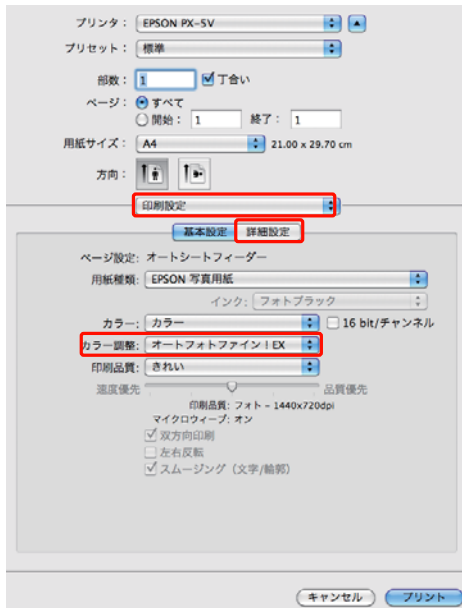 プリンタ： EPSON PX-5V
プリセット： 標準
部数： 1 丁合い
ページ： すべて
開始： 1 終了： 1
用紙サイズ： A4 21.00 x 29.70 cm
方向：
印刷設定
基本設定 詳細設定
ページ設定: オートシートフィーダー
用紙種類: EPSON 写真用紙
インク: フォトブラック
カラー: カラー 16 bit/チャンネル
カラー調整: オートフォトファイン！EX
印刷品質: きれい
速度優先 品質優先
印刷品質: フォト - 1440x720dpi
マイクロウィーブ: オン
双方向印刷
左右反転
スムージング（文字/輪郭）
キャンセル プリント